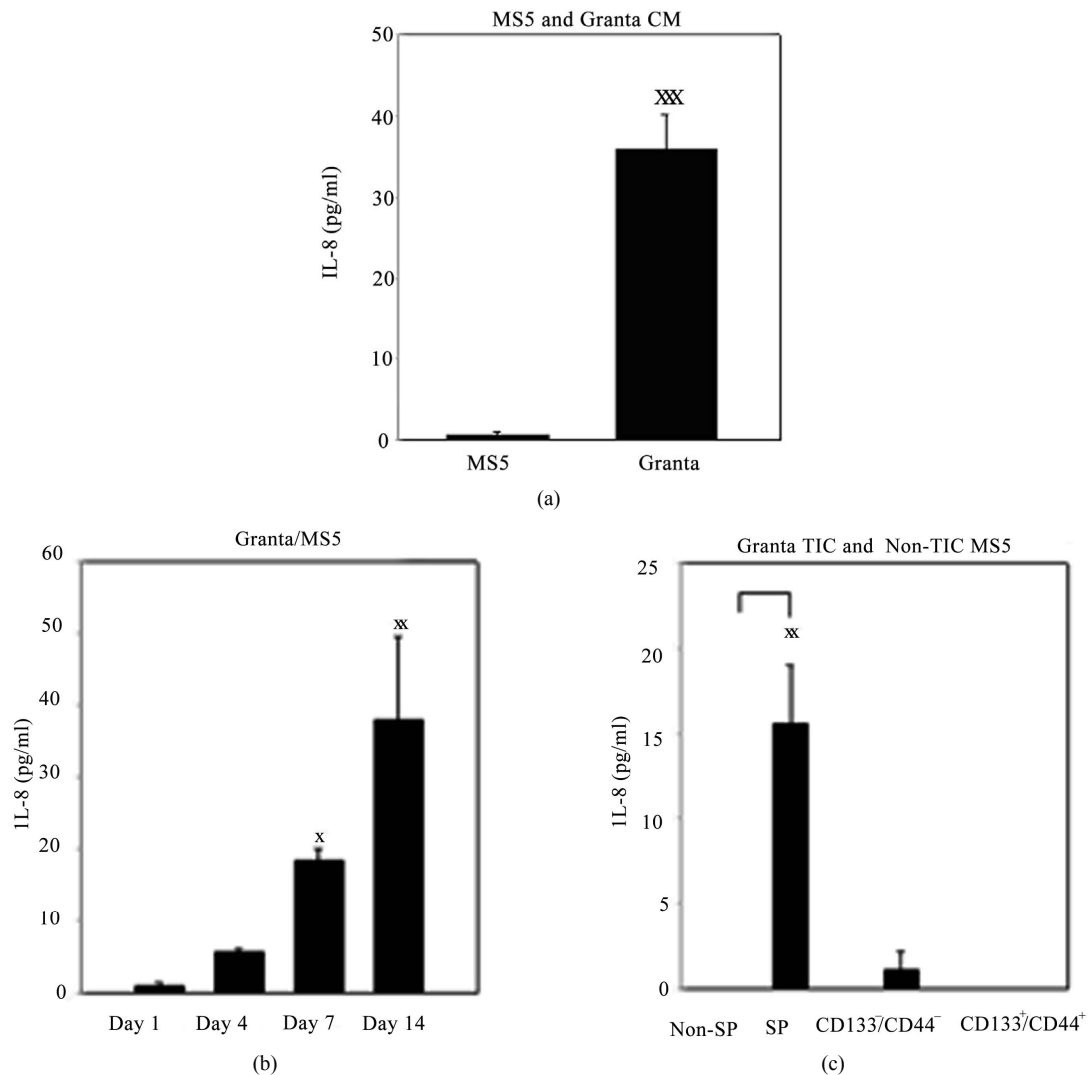 MS5 and Granta CM
50
40
30
20
10
0
IL-8 (pg/ml)
XXX
MS5 Granta
(a)
Granta/MS5
60
50
40
30
20
10
0
1L-8 (pg/ml)
x
xx
Day 1 Day 4 Day 7 Day 14
(b)
Granta TIC and Non-TIC MS5
25
20
15
10
5
0
1L-8 (pg/ml)
xx
Non-SP SP CD133⁻/CD44⁻ CD133⁺/CD44⁺
(c)